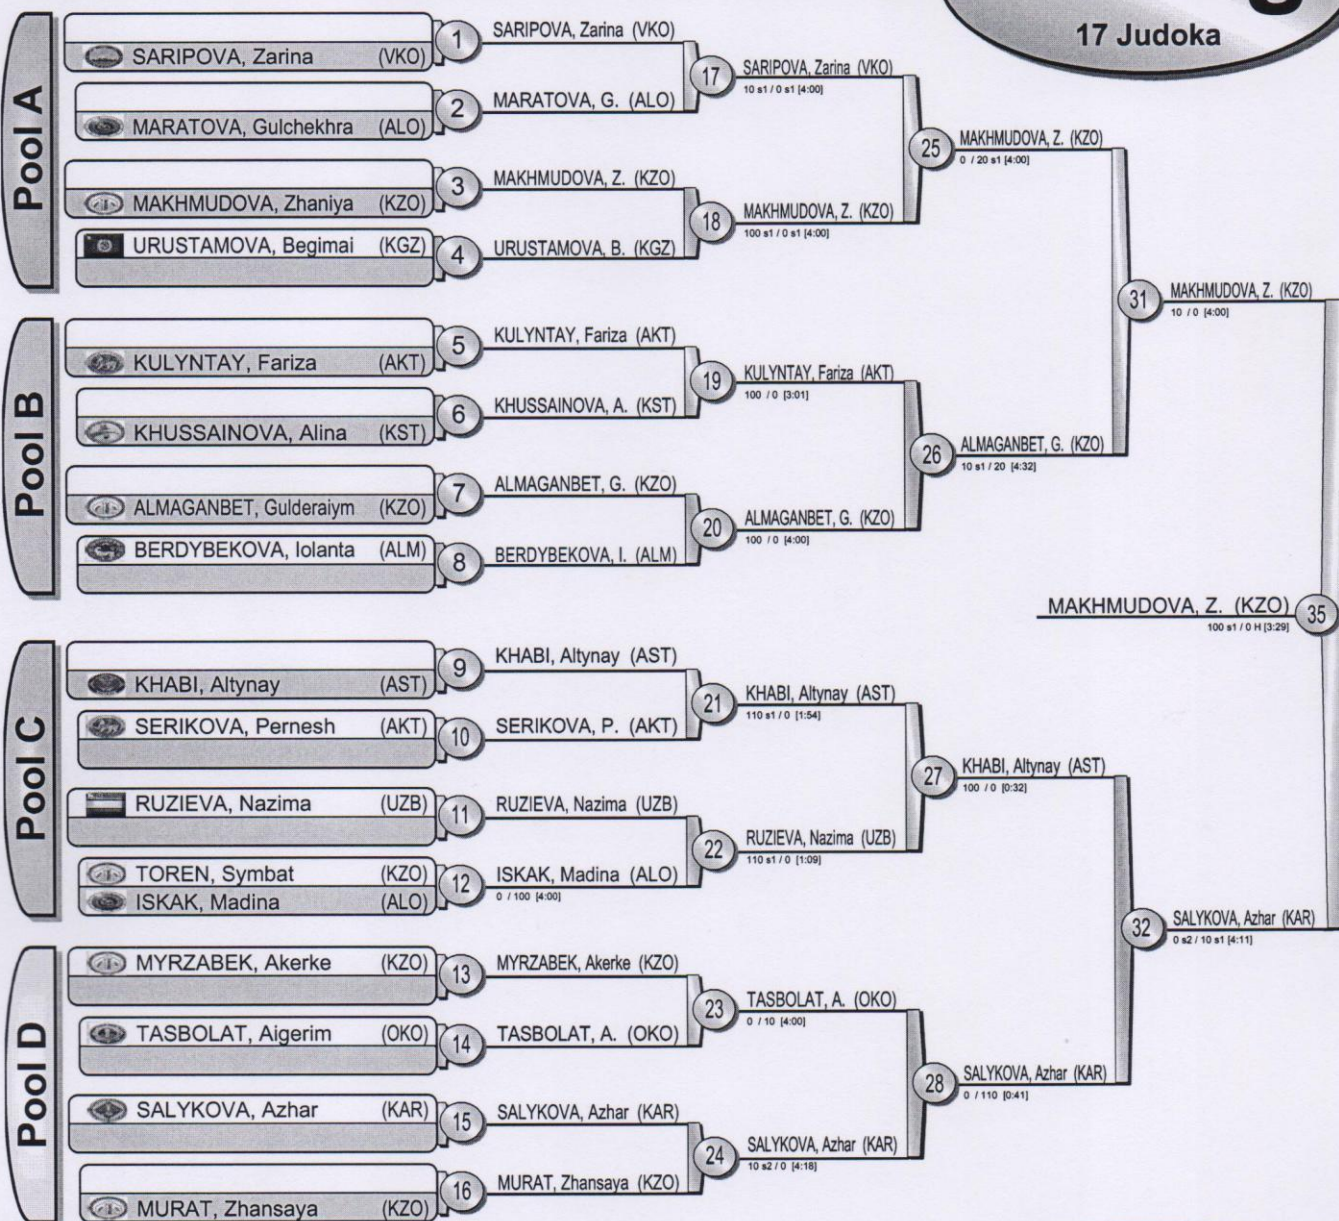 17 Judoka
Pool A
SARIPOVA, Zarina (VKO)
1
SARIPOVA, Zarina (VKO)
MARATOVA, Gulchekhra (ALO)
2
MARATOVA, G. (ALO)
17
SARIPOVA, Zarina (VKO)
10 s1 / 0 s1 [4:00]
MAKHMUDOVA, Zhaniya (KZO)
3
MAKHMUDOVA, Z. (KZO)
URUSTAMOVA, Begimai (KGZ)
4
URUSTAMOVA, B. (KGZ)
18
MAKHMUDOVA, Z. (KZO)
100 s1 / 0 s1 [4:00]
25
MAKHMUDOVA, Z. (KZO)
0 / 20 s1 [4:00]
Pool B
KULYNTAY, Fariza (AKT)
5
KULYNTAY, Fariza (AKT)
KHUSSAINOVA, Alina (KST)
6
KHUSSAINOVA, A. (KST)
19
KULYNTAY, Fariza (AKT)
100 / 0 [3:01]
ALMAGANBET, Gulderaiym (KZO)
7
ALMAGANBET, G. (KZO)
BERDYBEKOVA, Iolanta (ALM)
8
BERDYBEKOVA, I. (ALM)
20
ALMAGANBET, G. (KZO)
100 / 0 [4:00]
26
ALMAGANBET, G. (KZO)
10 s1 / 20 [4:32]
31
MAKHMUDOVA, Z. (KZO)
10 / 0 [4:00]
MAKHMUDOVA, Z. (KZO)
35
100 s1 / 0 H [3:29]
Pool C
KHABI, Altynay (AST)
9
KHABI, Altynay (AST)
SERIKOVA, Pernesh (AKT)
10
SERIKOVA, P. (AKT)
21
KHABI, Altynay (AST)
110 s1 / 0 [1:54]
RUZIEVA, Nazima (UZB)
11
RUZIEVA, Nazima (UZB)
TOREN, Symbat (KZO)
ISKAK, Madina (ALO)
12
ISKAK, Madina (ALO)
0 / 100 [4:00]
22
RUZIEVA, Nazima (UZB)
110 s1 / 0 [1:09]
27
KHABI, Altynay (AST)
100 / 0 [0:32]
Pool D
MYRZABEK, Akerke (KZO)
13
MYRZABEK, Akerke (KZO)
TASBOLAT, Aigerim (OKO)
14
TASBOLAT, A. (OKO)
23
TASBOLAT, A. (OKO)
0 / 10 [4:00]
SALYKOVA, Azhar (KAR)
15
SALYKOVA, Azhar (KAR)
MURAT, Zhansaya (KZO)
16
MURAT, Zhansaya (KZO)
24
SALYKOVA, Azhar (KAR)
10 s2 / 0 [4:18]
28
SALYKOVA, Azhar (KAR)
0 / 110 [0:41]
32
SALYKOVA, Azhar (KAR)
0 s2 / 10 s1 [4:11]